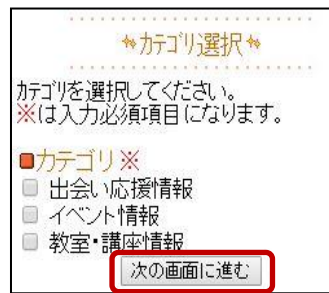 カテゴリ選択
カテゴリを選択してください。
※は入力必須項目になります。
■カテゴリ※
出会い応援情報
イベント情報
教室・講座情報
次の画面に進む